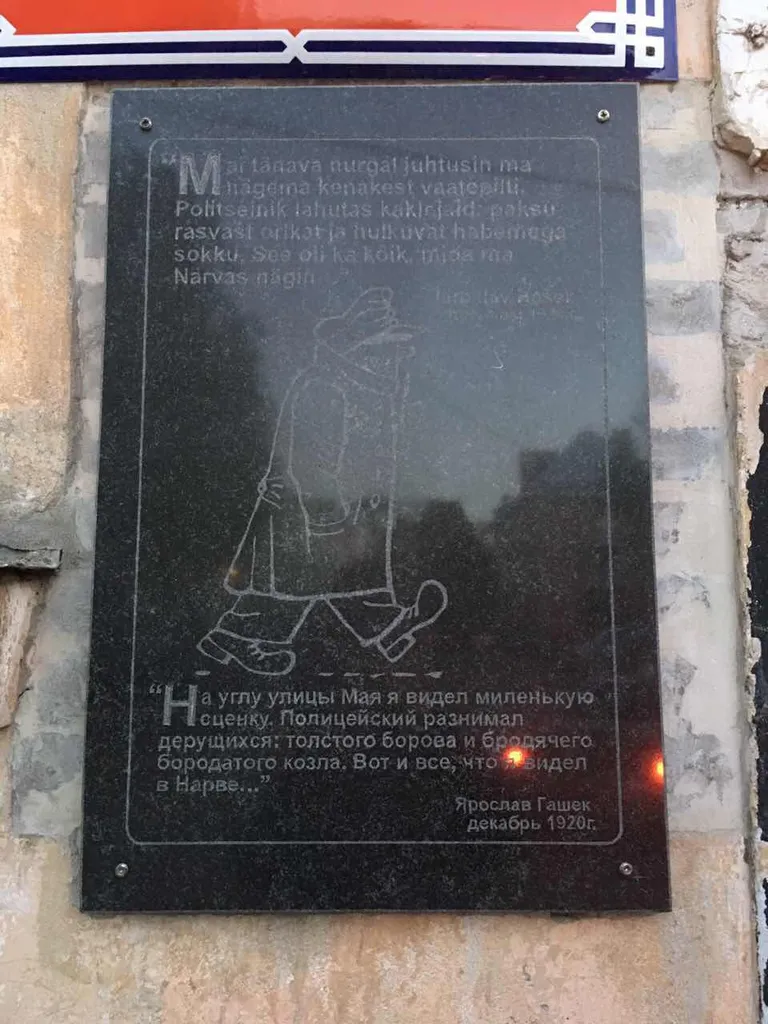 “Mai tänava nurgal juhtusin ma
nägema kenakest vaatepilti.
Politseinik lahutas kaklejaid: paksu
rasvast orikat ja hulkuvat habemega
sokku. See oli ka kõik, mida ma
Narvas nägin
Jaroslav Hašek
“На углу улицы Мая я видел миленькую
сценку. Полицейский разнимал
дерущихся: толстого борова и бродячего
бородатого козла. Вот и все, что я видел
в Нарве...”
Ярослав Гашек
декабрь 1920г.